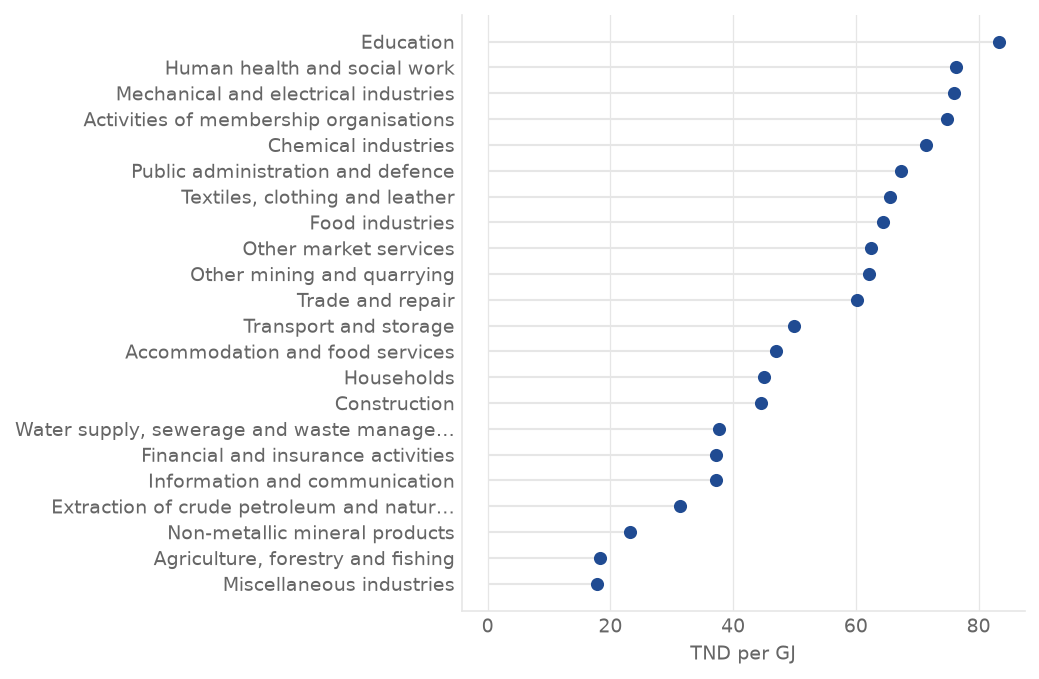 Education
Human health and social work
Mechanical and electrical industries
Activities of membership organisations
Chemical industries
Public administration and defence
Textiles, clothing and leather
Food industries
Other market services
Other mining and quarrying
Trade and repair
Transport and storage
Accommodation and food services
Households
Construction
Water supply, sewerage and waste manage...
Financial and insurance activities
Information and communication
Extraction of crude petroleum and natur...
Non-metallic mineral products
Agriculture, forestry and fishing
Miscellaneous industries
0 20 40 60 80
TND per GJ